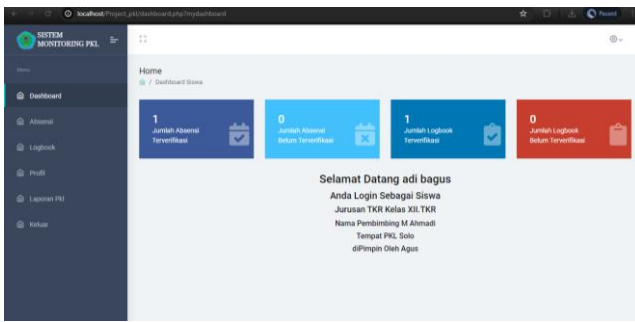 localhost/Project_pkl/dashboard.php?mydashboard
SISTEM
MONITORING PKL
Menu
Dashboard
Absensi
Logbook
Profil
Laporan Pkl
Keluar
Home
/ Dashboard Siswa
1
Jumlah Absensi
Terverifikasi
0
Jumlah Absensi
Belum Terverifikasi
1
Jumlah Logbook
Terverifikasi
0
Jumlah Logbook
Belum Terverifikasi
Selamat Datang adi bagus
Anda Login Sebagai Siswa
Jurusan TKR Kelas XII.TKR
Nama Pembimbing M Ahmadi
Tempat PKL Solo
diPimpin Oleh Agus